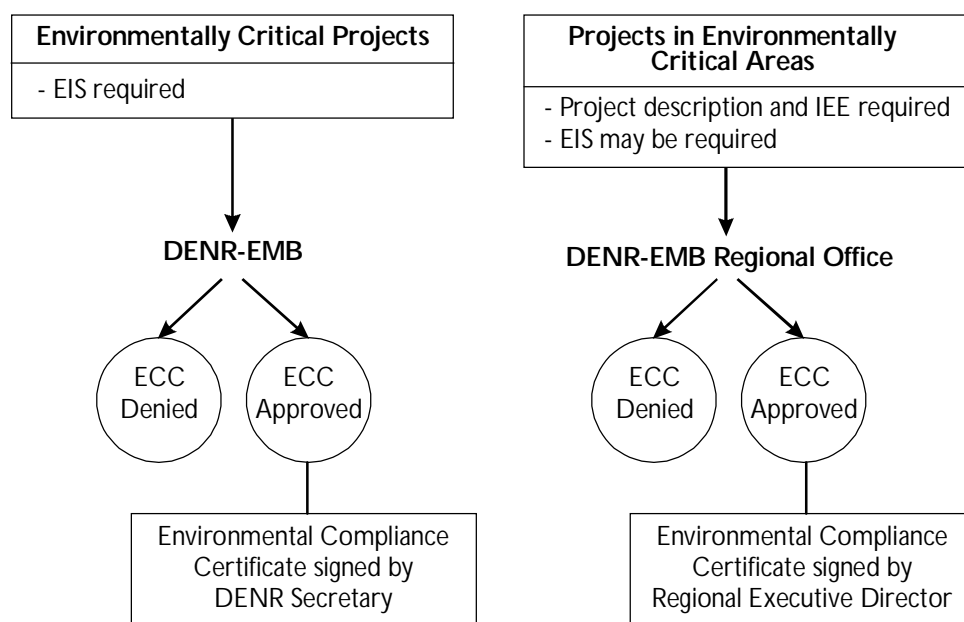 Environmentally Critical Projects
- EIS required
DENR-EMB
ECC
Denied
ECC
Approved
Environmental Compliance
Certificate signed by
DENR Secretary
Projects in Environmentally
Critical Areas
- Project description and IEE required
- EIS may be required
DENR-EMB Regional Office
ECC
Denied
ECC
Approved
Environmental Compliance
Certificate signed by
Regional Executive Director